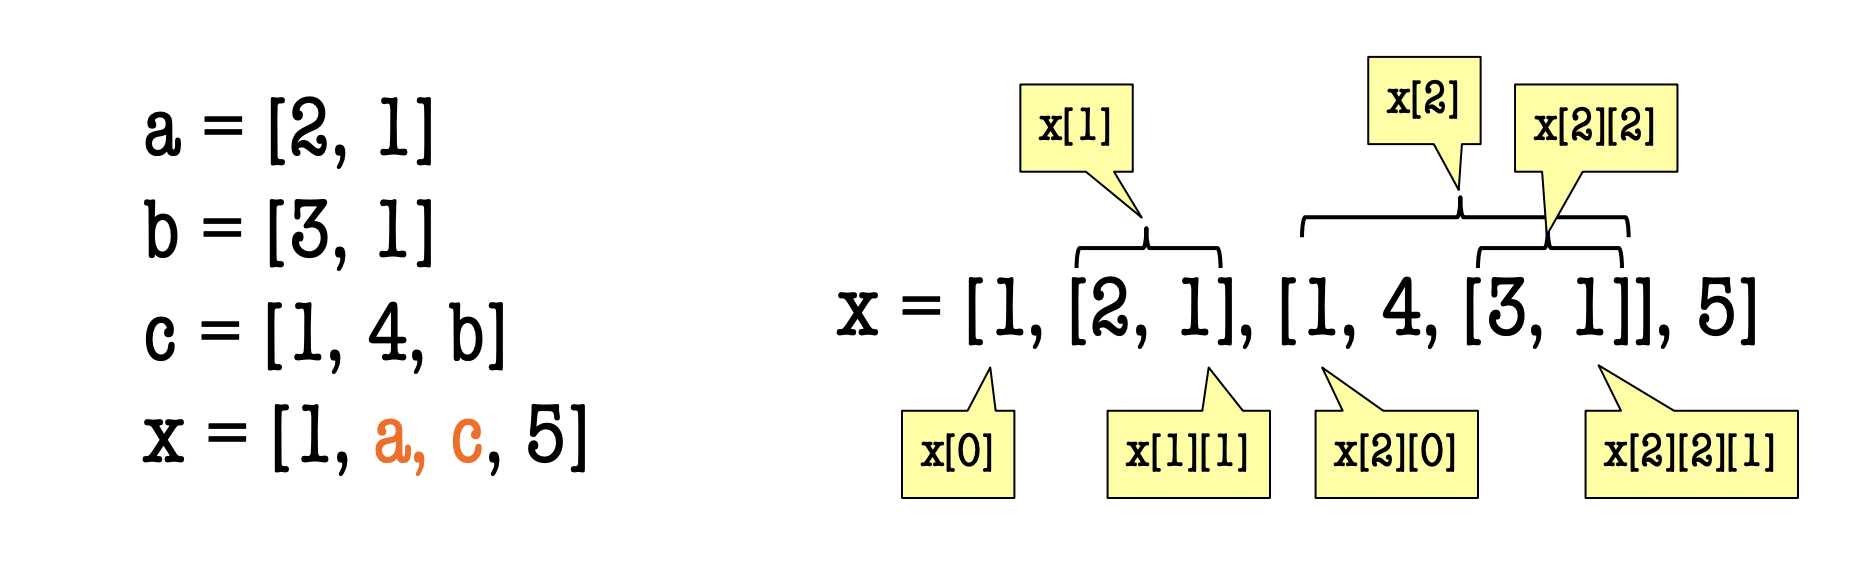 a = [2, 1]
b = [3, 1]
c = [1, 4, b]
x = [1, a, c, 5]
x[1]
x[2]
x[2][2]
x = [1, [2, 1], [1, 4, [3, 1]], 5]
x[0]
x[1][1]
x[2][0]
x[2][2][1]